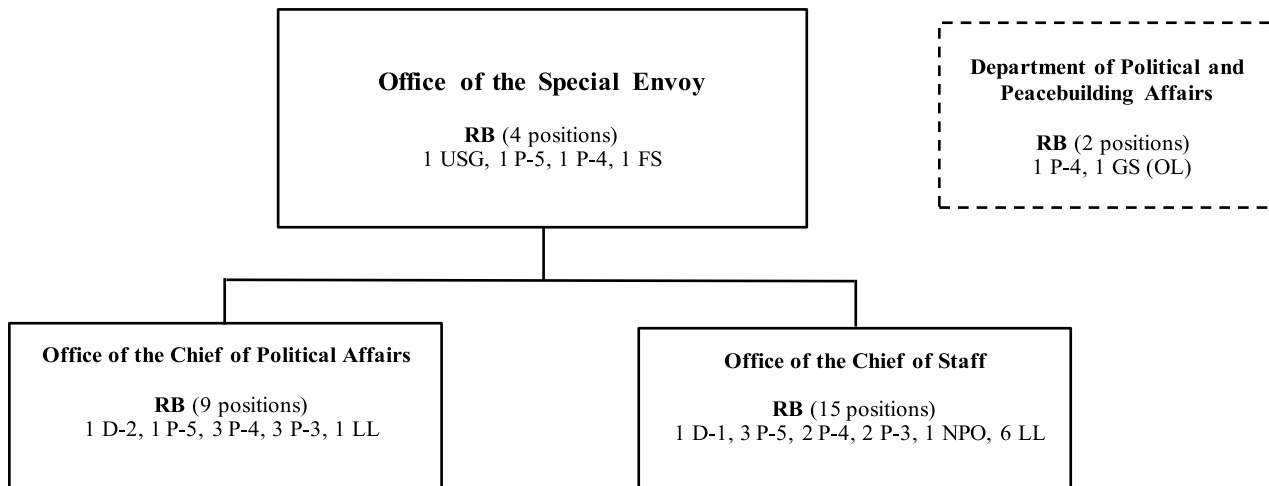 Office of the Special Envoy
RB (4 positions)
1 USG, 1 P-5, 1 P-4, 1 FS
Department of Political and
Peacebuilding Affairs
RB (2 positions)
1 P-4, 1 GS (OL)
Office of the Chief of Political Affairs
RB (9 positions)
1 D-2, 1 P-5, 3 P-4, 3 P-3, 1 LL
Office of the Chief of Staff
RB (15 positions)
1 D-1, 3 P-5, 2 P-4, 2 P-3, 1 NPO, 6 LL